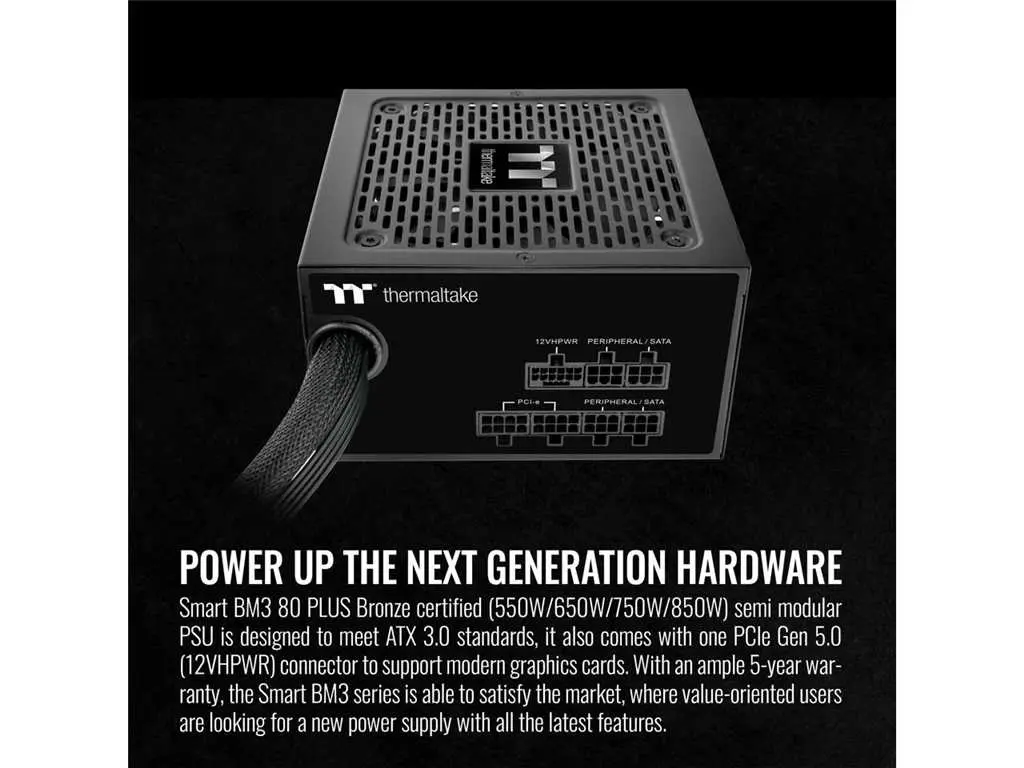 thermaltake
thermaltake
12VHPWR PERIPHERAL / SATA
PCI-e PERIPHERAL / SATA
POWER UP THE NEXT GENERATION HARDWARE
Smart BM3 80 PLUS Bronze certified (550W/650W/750W/850W) semi modular
PSU is designed to meet ATX 3.0 standards, it also comes with one PCIe Gen 5.0
(12VHPWR) connector to support modern graphics cards. With an ample 5-year war-
ranty, the Smart BM3 series is able to satisfy the market, where value-oriented users
are looking for a new power supply with all the latest features.